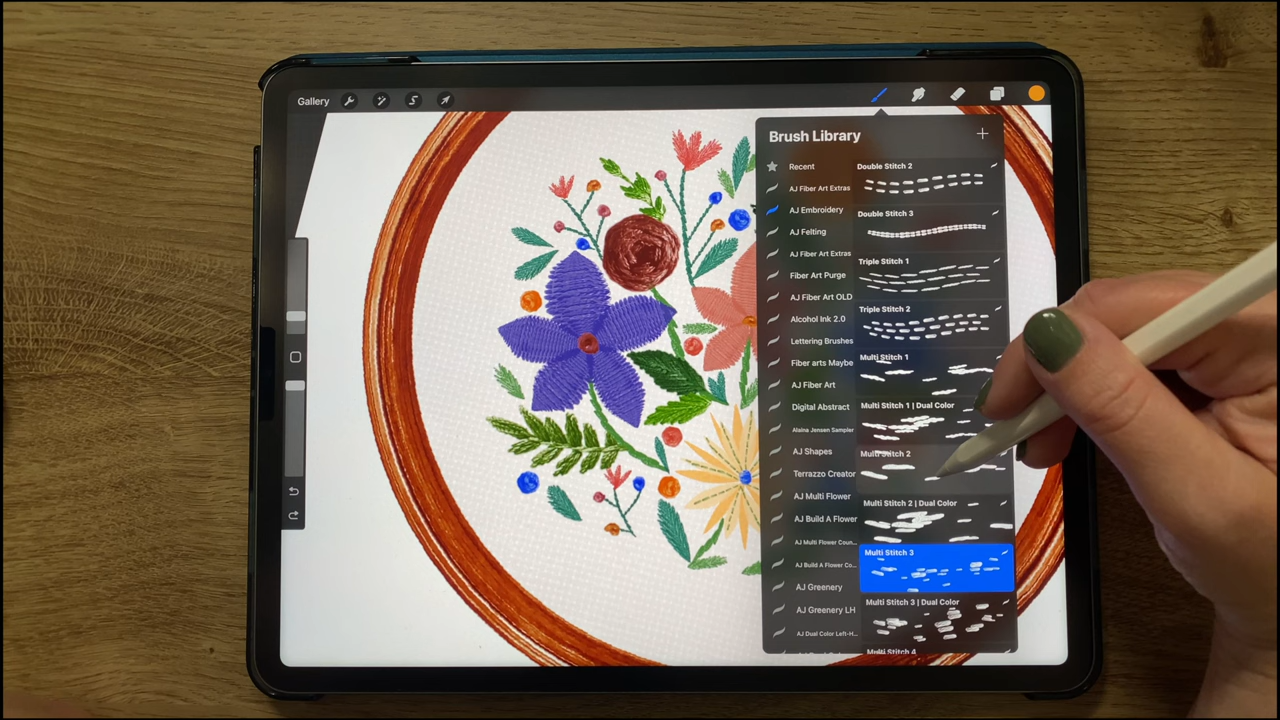 Gallery
Brush Library
Recent
AJ Fiber Art Extras
AJ Embroidery
AJ Felting
AJ Fiber Art Extras
Fiber Art Purge
AJ Fiber Art OLD
Alcohol Ink 2.0
Lettering Brushes
Fiber arts Maybe
AJ Fiber Art
Digital Abstract
Alaina Jensen Sampler
AJ Shapes
Terrazzo Creator
AJ Multi Flower
AJ Build A Flower
AJ Multi Flower Coun...
AJ Build A Flower Co...
AJ Greenery
AJ Greenery LH
AJ Dual Color Left-H...
Double Stitch 2
Double Stitch 3
Triple Stitch 1
Triple Stitch 2
Multi Stitch 1
Multi Stitch 1 | Dual Color
Multi Stitch 2
Multi Stitch 2 | Dual Color
Multi Stitch 3
Multi Stitch 3 | Dual Color
Multi Stitch 4